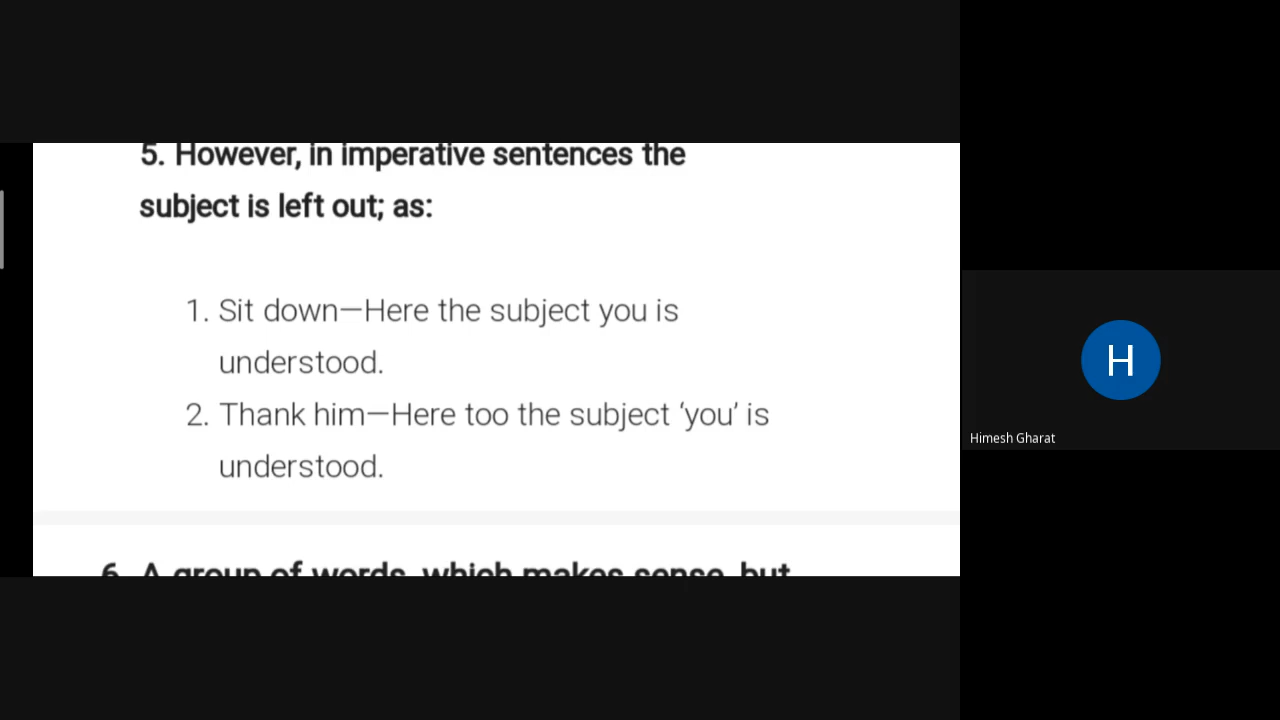 5. However, in imperative sentences the
subject is left out; as:
1. Sit down—Here the subject you is
understood.
2. Thank him—Here too the subject ‘you’ is
understood.
6. A group of words, which makes sense, but
H
Himesh Gharat